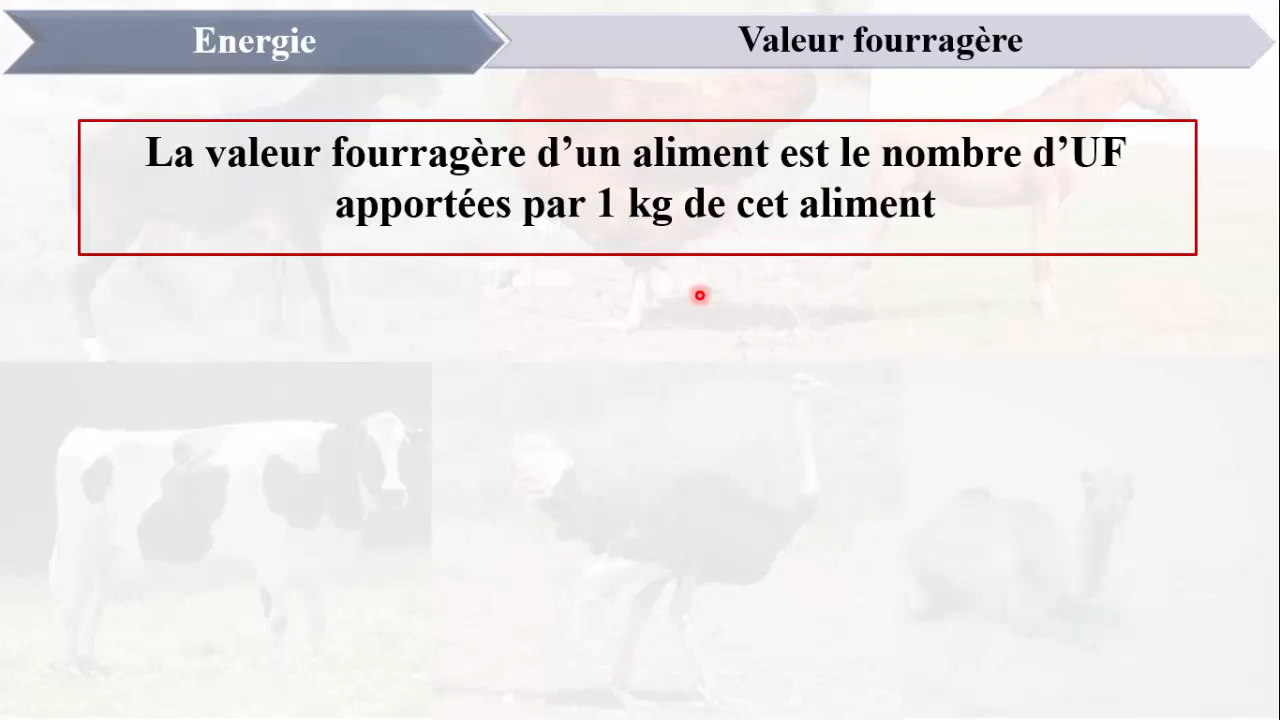 Energie
Valeur fourragère
La valeur fourragère d’un aliment est le nombre d’UF
apportées par 1 kg de cet aliment